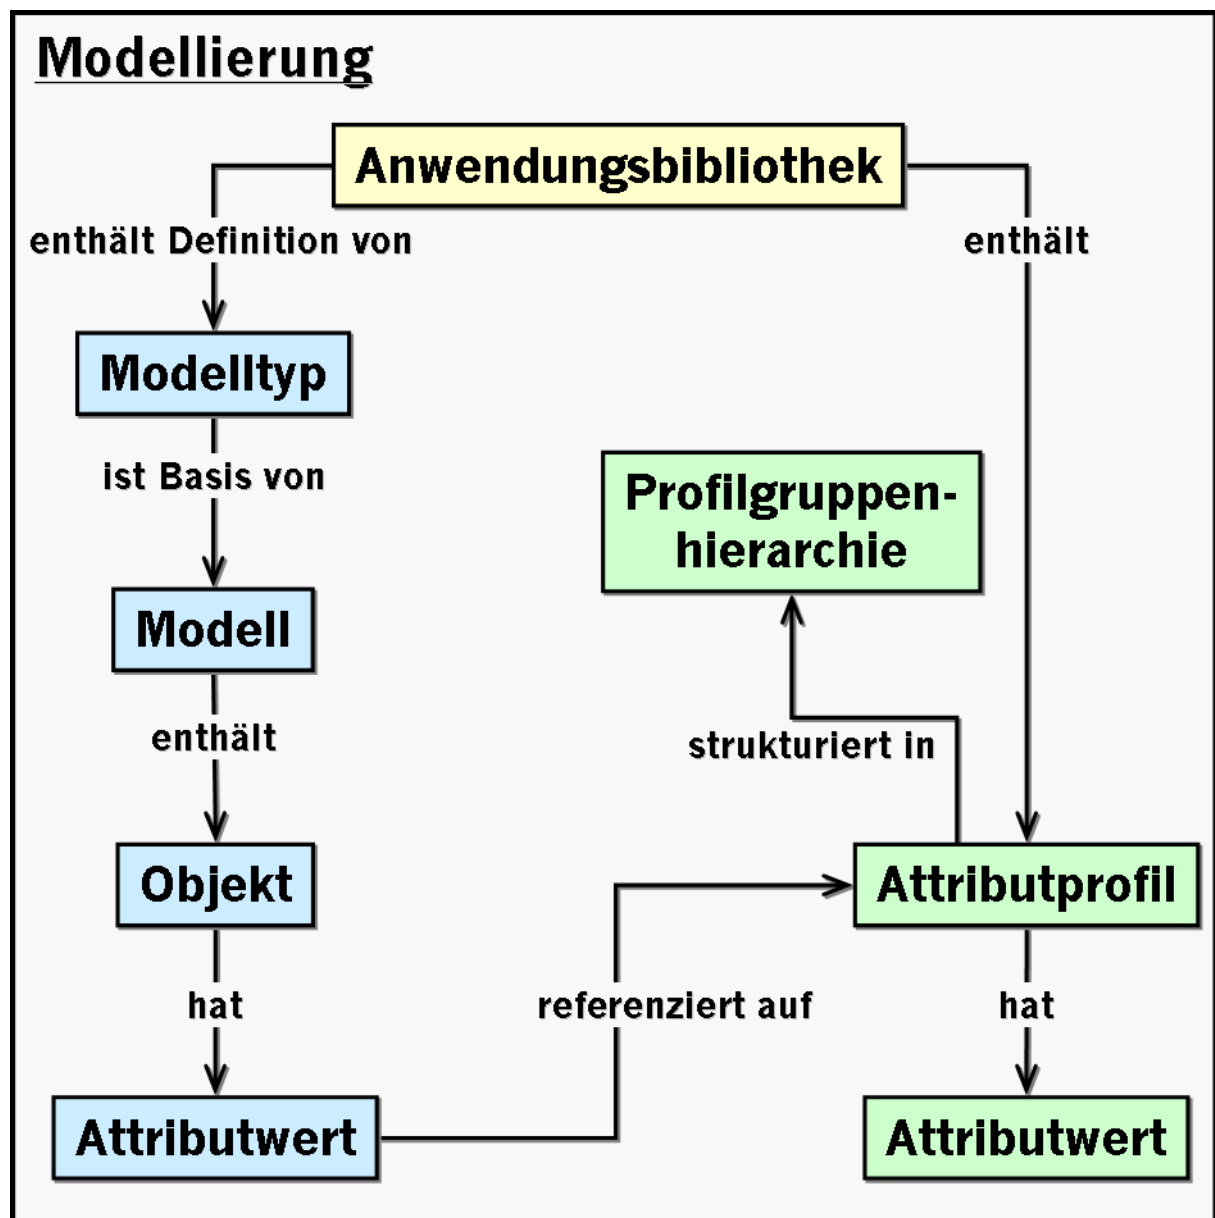 Modellierung
Anwendungsbibliothek
enthält Definition von
enthält
Modelltyp
ist Basis von
Profilgruppen-
hierarchie
Modell
enthält
strukturiert in
Objekt
Attributprofil
hat
referenziert auf
hat
Attributwert
Attributwert